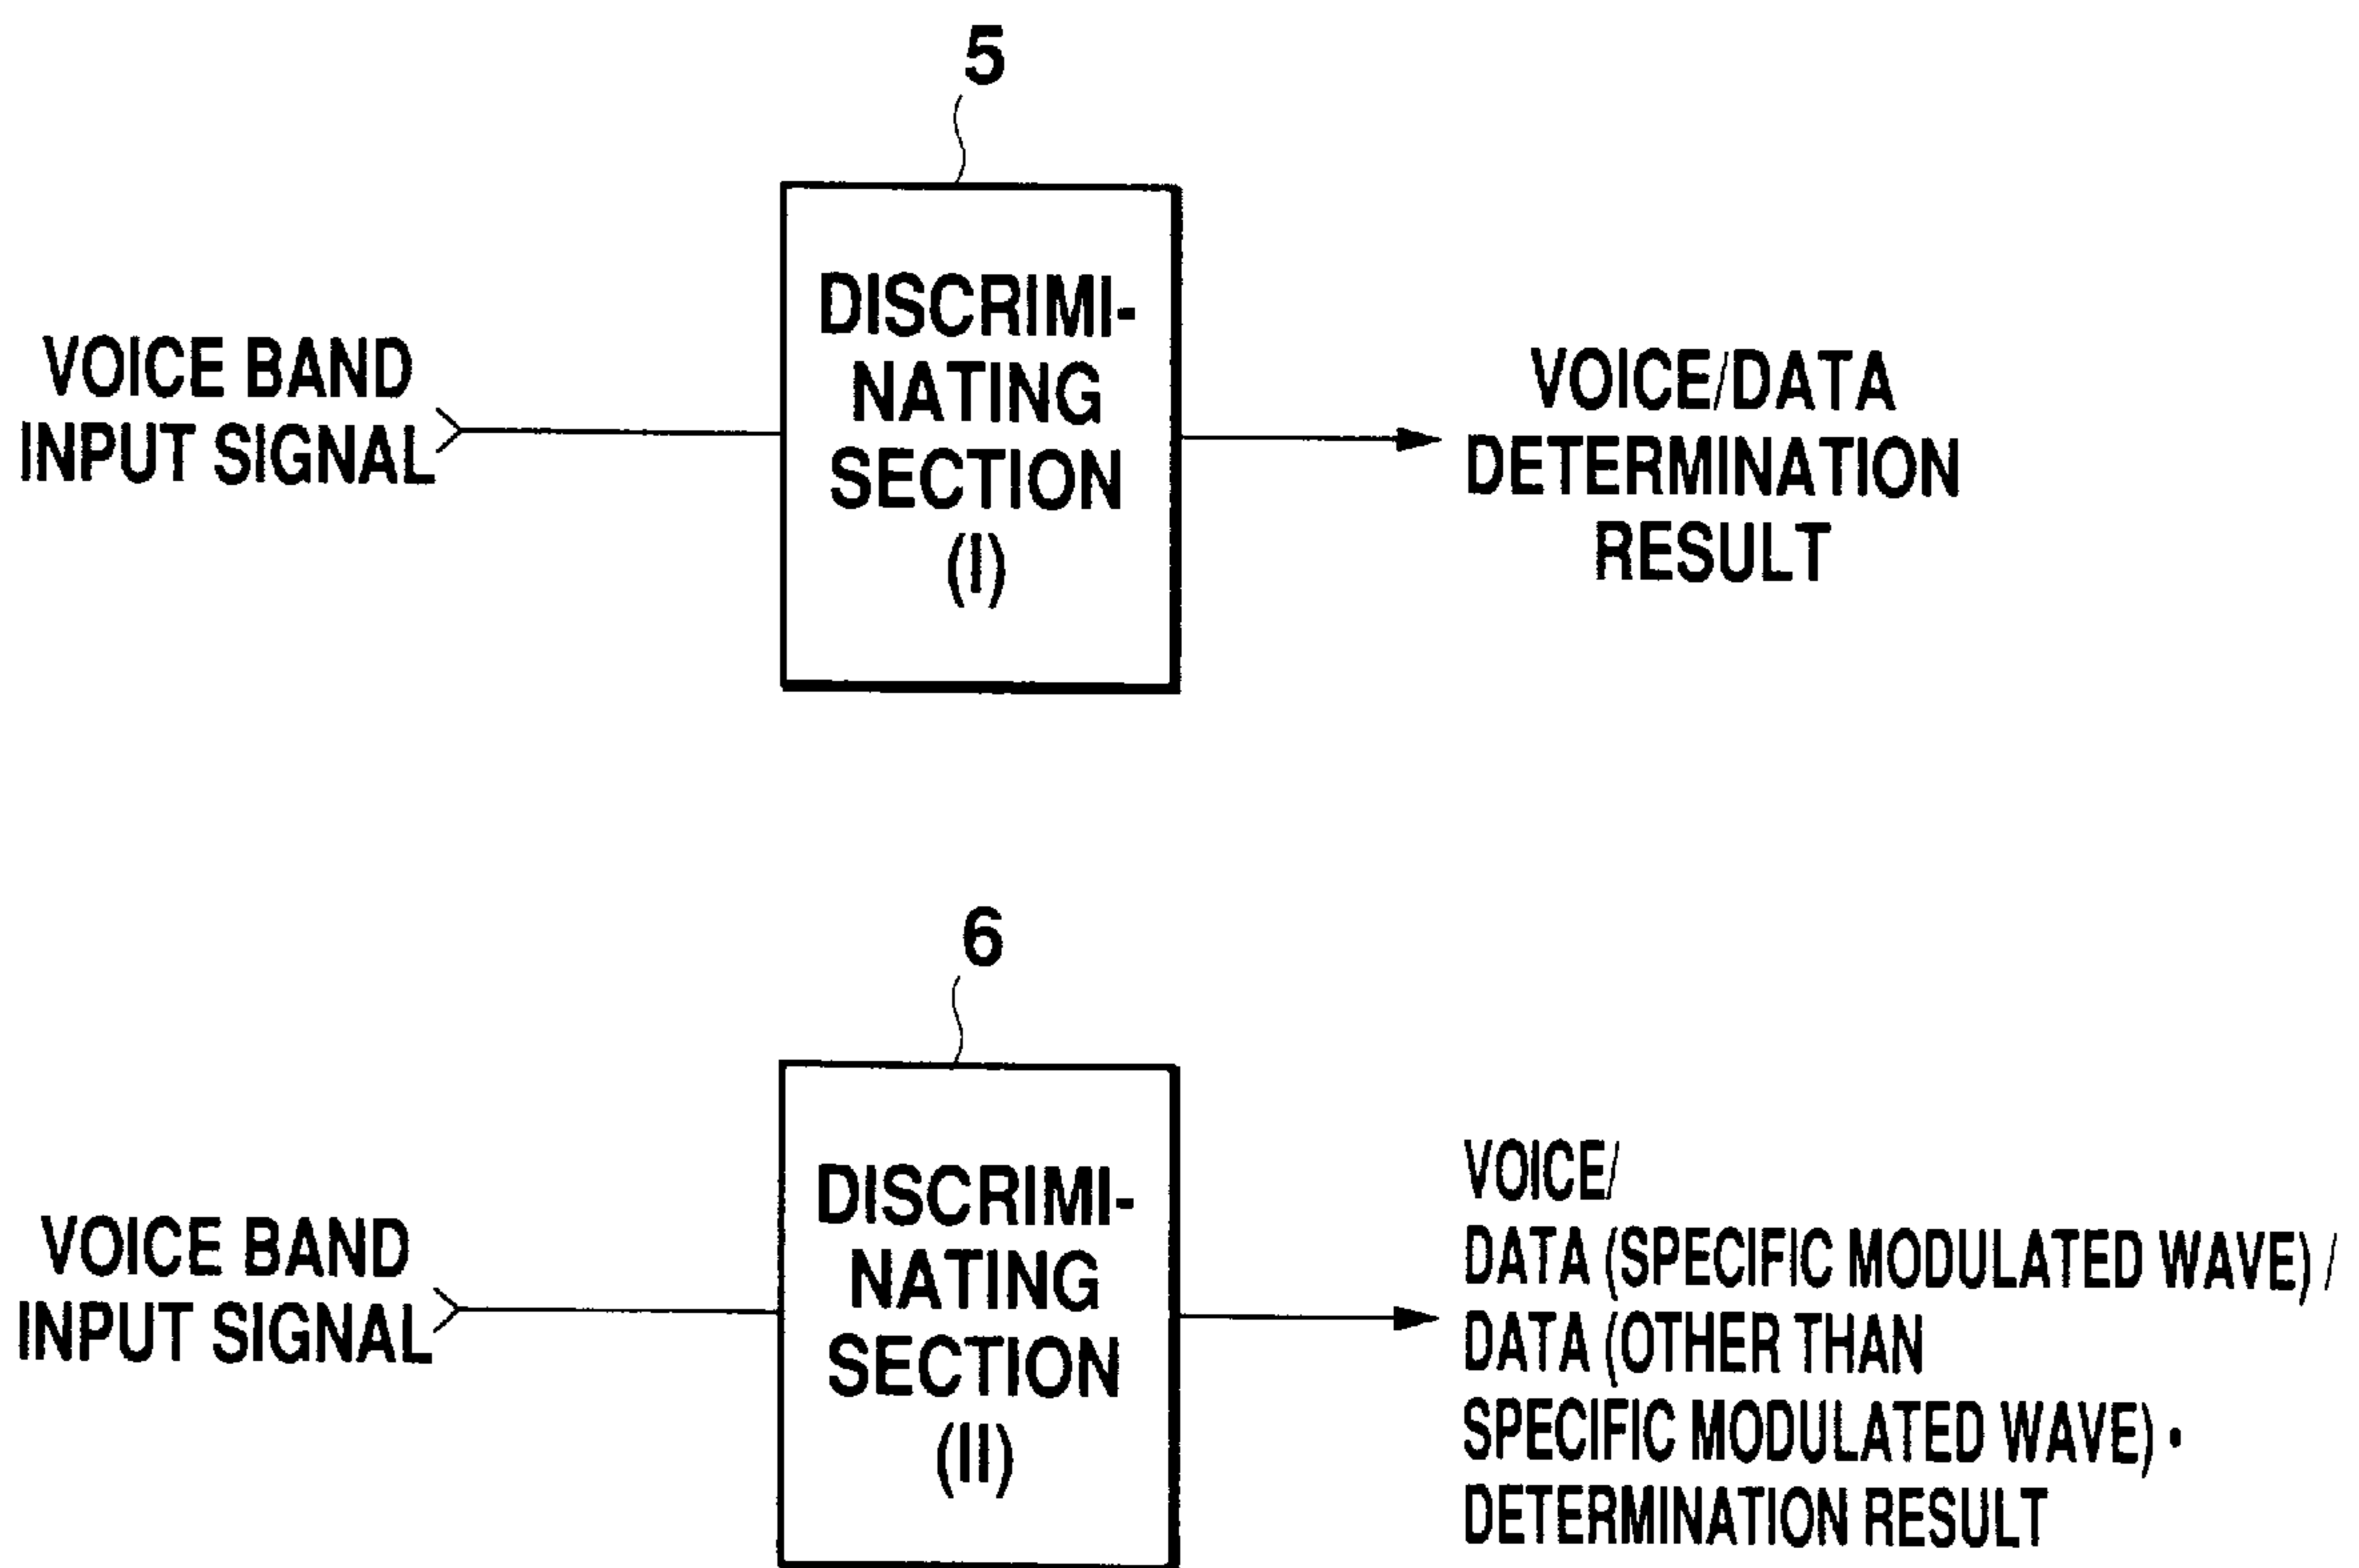 5
VOICE BAND
INPUT SIGNAL
DISCRIMI-
NATING
SECTION
(I)
VOICE/DATA
DETERMINATION
RESULT
6
VOICE BAND
INPUT SIGNAL
DISCRIMI-
NATING
SECTION
(II)
VOICE/
DATA (SPECIFIC MODULATED WAVE) /
DATA (OTHER THAN
SPECIFIC MODULATED WAVE) •
DETERMINATION RESULT